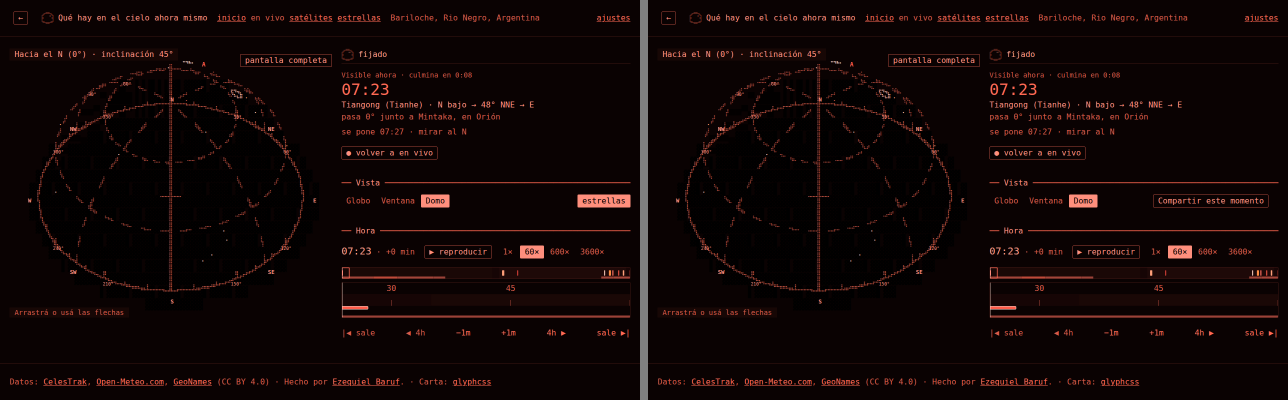 ← Qué hay en el cielo ahora mismo inicio en vivo satélites estrellas Bariloche, Río Negro, Argentina ajustes
Hacia el N (0°) · inclinación 45°
pantalla completa
A
N
NW
NE
W
E
SW
SE
S
210°
150°
240°
120°
Arrastrá o usá las flechas
fijado
Visible ahora · culmina en 0:08
07:23
Tiangong (Tianhe) · N bajo → 48° NNE → E
pasa 0° junto a Mintaka, en Orión
se pone 07:27 · mirar al N
● volver a en vivo
Vista
Globo Ventana Domo estrellas
Hora
07:23 · +0 min ▶ reproducir 1× 60× 600× 3600×
30 45
|◀ sale ◀ 4h −1m +1m 4h ▶ sale ▶|
Datos: CelesTrak, Open-Meteo.com, GeoNames (CC BY 4.0) · Hecho por Ezequiel Baruf. · Carta: glyphcss
← Qué hay en el cielo ahora mismo inicio en vivo satélites estrellas Bariloche, Río Negro, Argentina ajustes
Hacia el N (0°) · inclinación 45°
pantalla completa
A
N
NW
NE
W
E
SW
SE
S
210°
150°
240°
120°
Arrastrá o usá las flechas
fijado
Visible ahora · culmina en 0:08
07:23
Tiangong (Tianhe) · N bajo → 48° NNE → E
pasa 0° junto a Mintaka, en Orión
se pone 07:27 · mirar al N
● volver a en vivo
Vista
Globo Ventana Domo Compartir este momento
Hora
07:23 · +0 min ▶ reproducir 1× 60× 600× 3600×
30 45
|◀ sale ◀ 4h −1m +1m 4h ▶ sale ▶|
Datos: CelesTrak, Open-Meteo.com, GeoNames (CC BY 4.0) · Hecho por Ezequiel Baruf. · Carta: glyphcss